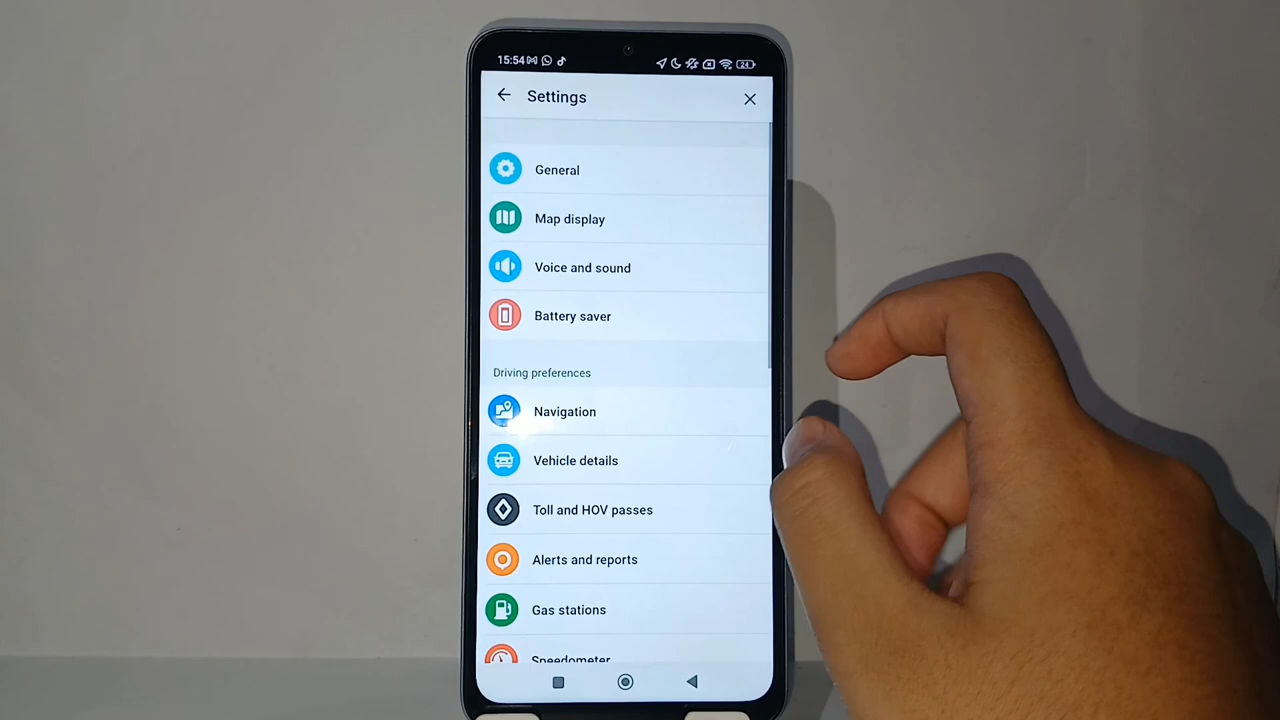 15:54
24
Settings
General
Map display
Voice and sound
Battery saver
Driving preferences
Navigation
Vehicle details
Toll and HOV passes
Alerts and reports
Gas stations
Speedometer